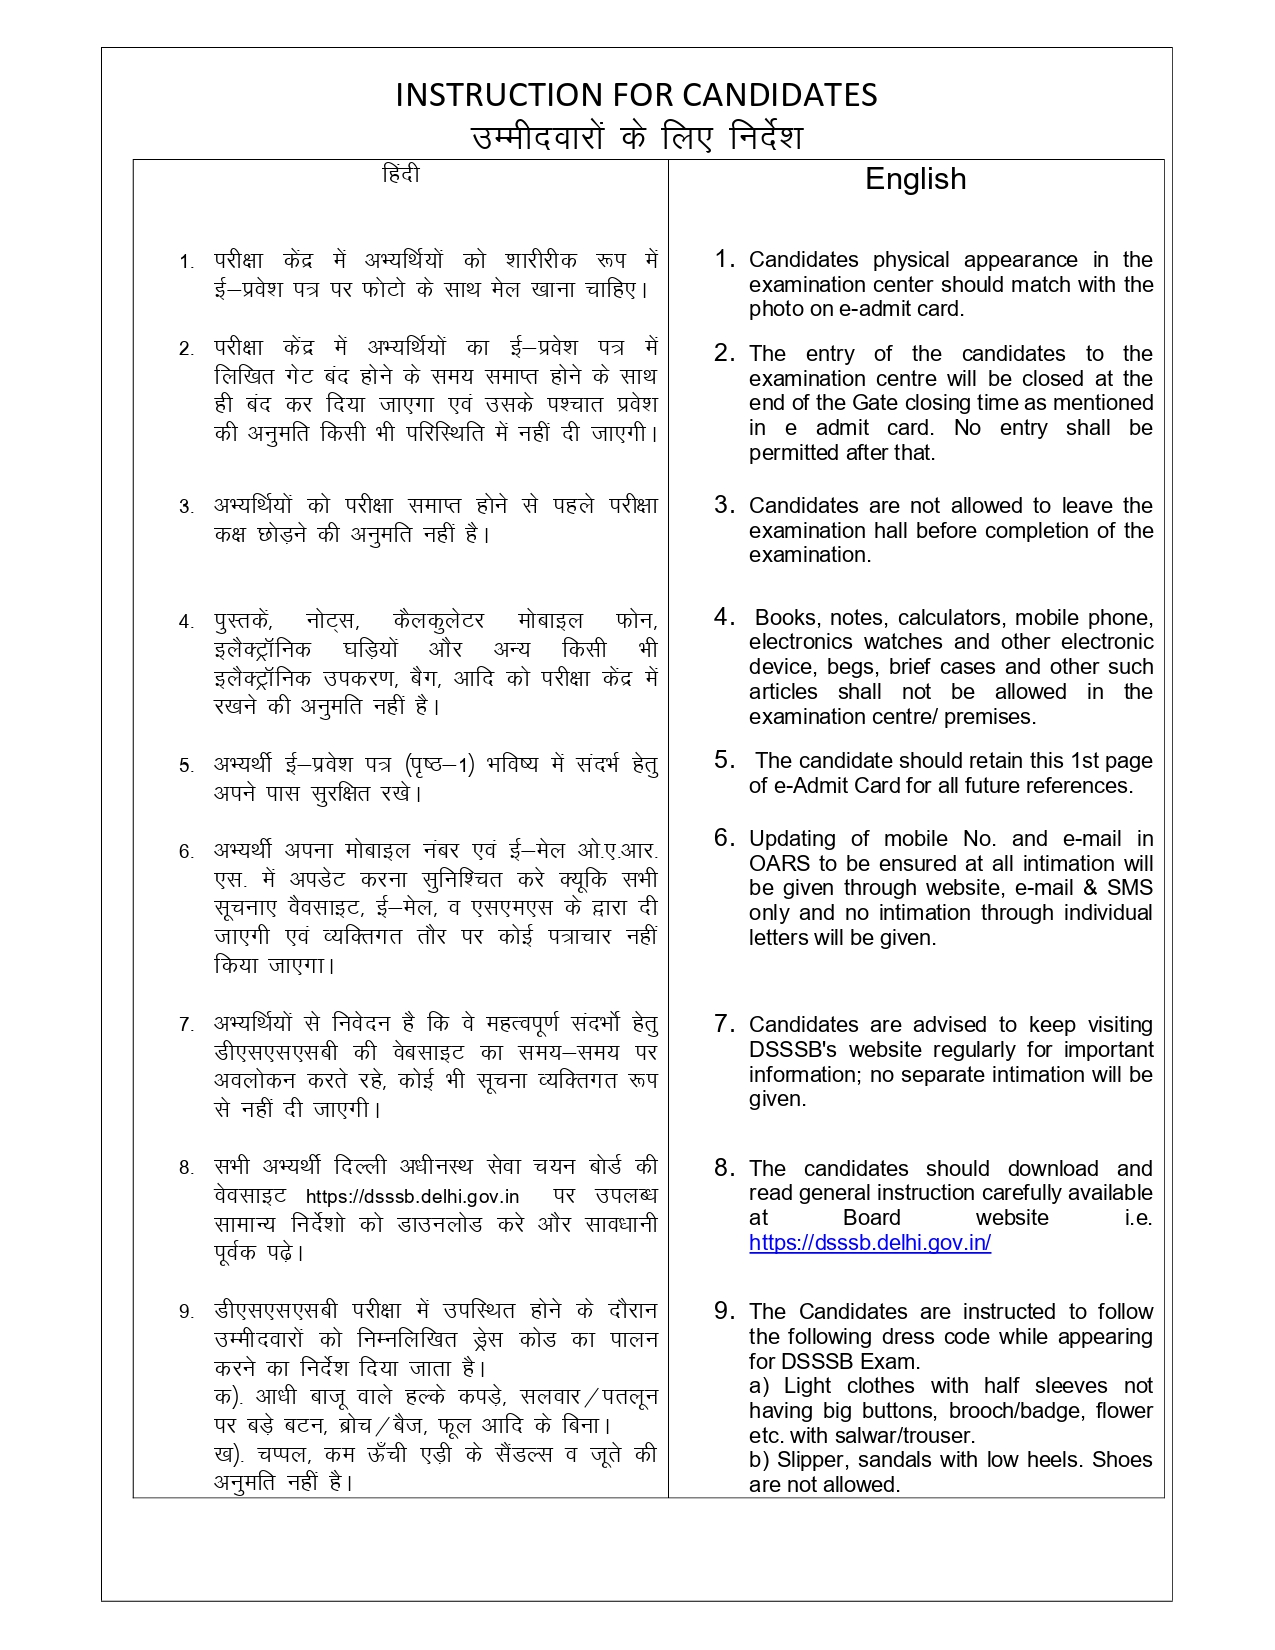 INSTRUCTION FOR CANDIDATES
उम्मीदवारों के लिए निर्देश
हिंदी
1. परीक्षा केंद्र में अभ्यर्थियों को शारीरीक रूप में
ई–प्रवेश पत्र पर फोटो के साथ मेल खाना चाहिए।
2. परीक्षा केंद्र में अभ्यर्थियों का ई–प्रवेश पत्र में
लिखित गेट बंद होने के समय समाप्त होने के साथ
ही बंद कर दिया जाएगा एवं उसके पश्चात प्रवेश
की अनुमति किसी भी परिस्थिति में नहीं दी जाएगी।
3. अभ्यर्थियों को परीक्षा समाप्त होने से पहले परीक्षा
कक्ष छोड़ने की अनुमति नहीं है।
4. पुस्तकें, नोट्स, कैलकुलेटर मोबाइल फोन,
इलैक्ट्रॉनिक घड़ियों और अन्य किसी भी
इलैक्ट्रॉनिक उपकरण, बैग, आदि को परीक्षा केंद्र में
रखने की अनुमति नहीं है।
5. अभ्यर्थी ई–प्रवेश पत्र (पृष्ठ–1) भविष्य में संदर्भ हेतु
अपने पास सुरक्षित रखे।
6. अभ्यर्थी अपना मोबाइल नंबर एवं ई–मेल ओ.ए.आर.
एस. में अपडेट करना सुनिश्चित करे क्यूकि सभी
सूचनाए वैवसाइट, ई–मेल, व एसएमएस के द्वारा दी
जाएगी एवं व्यक्तिगत तौर पर कोई पत्राचार नहीं
किया जाएगा।
7. अभ्यर्थियों से निवेदन है कि वे महत्वपूर्ण संदर्भो हेतु
डीएसएसएसबी की वेबसाइट का समय–समय पर
अवलोकन करते रहे, कोई भी सूचना व्यक्तिगत रूप
से नहीं दी जाएगी।
8. सभी अभ्यर्थी दिल्ली अधीनस्थ सेवा चयन बोर्ड की
वेवसाइट https://dsssb.delhi.gov.in पर उपलब्ध
सामान्य निर्देशो को डाउनलोड करे और सावधानी
पूर्वक पढ़े।
9. डीएसएसएसबी परीक्षा में उपस्थित होने के दौरान
उम्मीदवारों को निम्नलिखित ड्रेस कोड का पालन
करने का निर्देश दिया जाता है।
क). आधी बाजू वाले हल्के कपड़े, सलवार/पतलून
पर बड़े बटन, ब्रोच/बैज, फूल आदि के बिना।
ख). चप्पल, कम ऊँची एड़ी के सैंडल्स व जूते की
अनुमति नहीं है।
English
1. Candidates physical appearance in the
examination center should match with the
photo on e-admit card.
2. The entry of the candidates to the
examination centre will be closed at the
end of the Gate closing time as mentioned
in e admit card. No entry shall be
permitted after that.
3. Candidates are not allowed to leave the
examination hall before completion of the
examination.
4. Books, notes, calculators, mobile phone,
electronics watches and other electronic
device, begs, brief cases and other such
articles shall not be allowed in the
examination centre/ premises.
5. The candidate should retain this 1st page
of e-Admit Card for all future references.
6. Updating of mobile No. and e-mail in
OARS to be ensured at all intimation will
be given through website, e-mail & SMS
only and no intimation through individual
letters will be given.
7. Candidates are advised to keep visiting
DSSSB's website regularly for important
information; no separate intimation will be
given.
8. The candidates should download and
read general instruction carefully available
at Board website i.e.
https://dsssb.delhi.gov.in/
9. The Candidates are instructed to follow
the following dress code while appearing
for DSSSB Exam.
a) Light clothes with half sleeves not
having big buttons, brooch/badge, flower
etc. with salwar/trouser.
b) Slipper, sandals with low heels. Shoes
are not allowed.